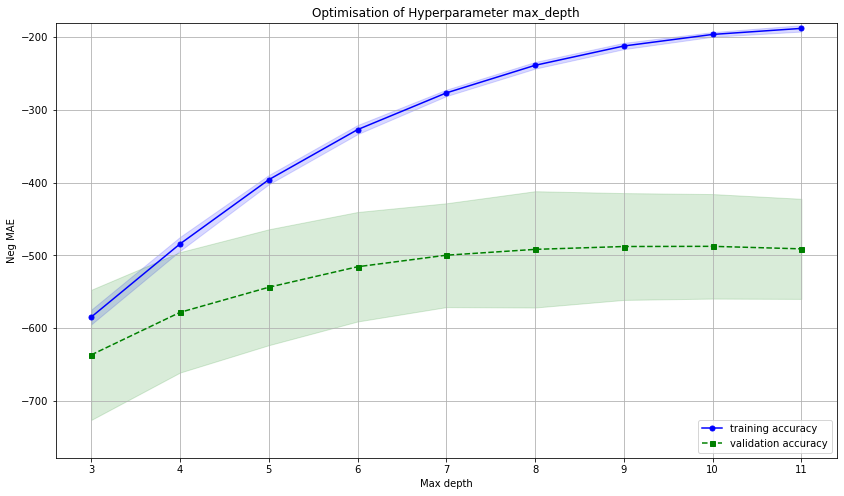 Optimisation of Hyperparameter max_depth
Neg MAE
−200
−300
−400
−500
−600
−700
3 4 5 6 7 8 9 10 11
Max depth
training accuracy
validation accuracy